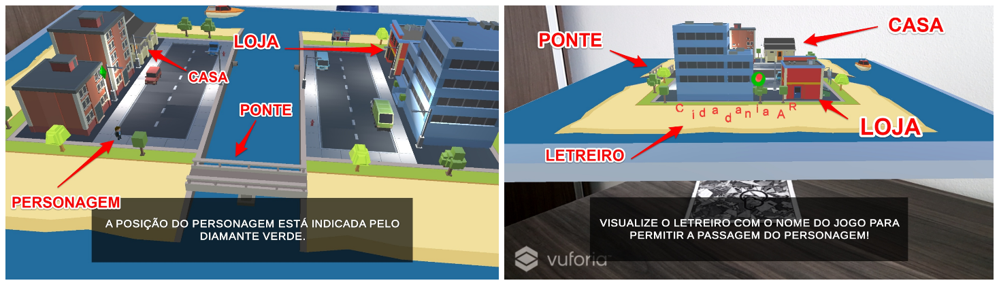 LOJA
CASA
PONTE
PERSONAGEM
A POSIÇÃO DO PERSONAGEM ESTÁ INDICADA PELO
DIAMANTE VERDE.
PONTE
CASA
LOJA
CidadaniaAR
LETREIRO
VISUALIZE O LETREIRO COM O NOME DO JOGO PARA
PERMITIR A PASSAGEM DO PERSONAGEM!
vuforia